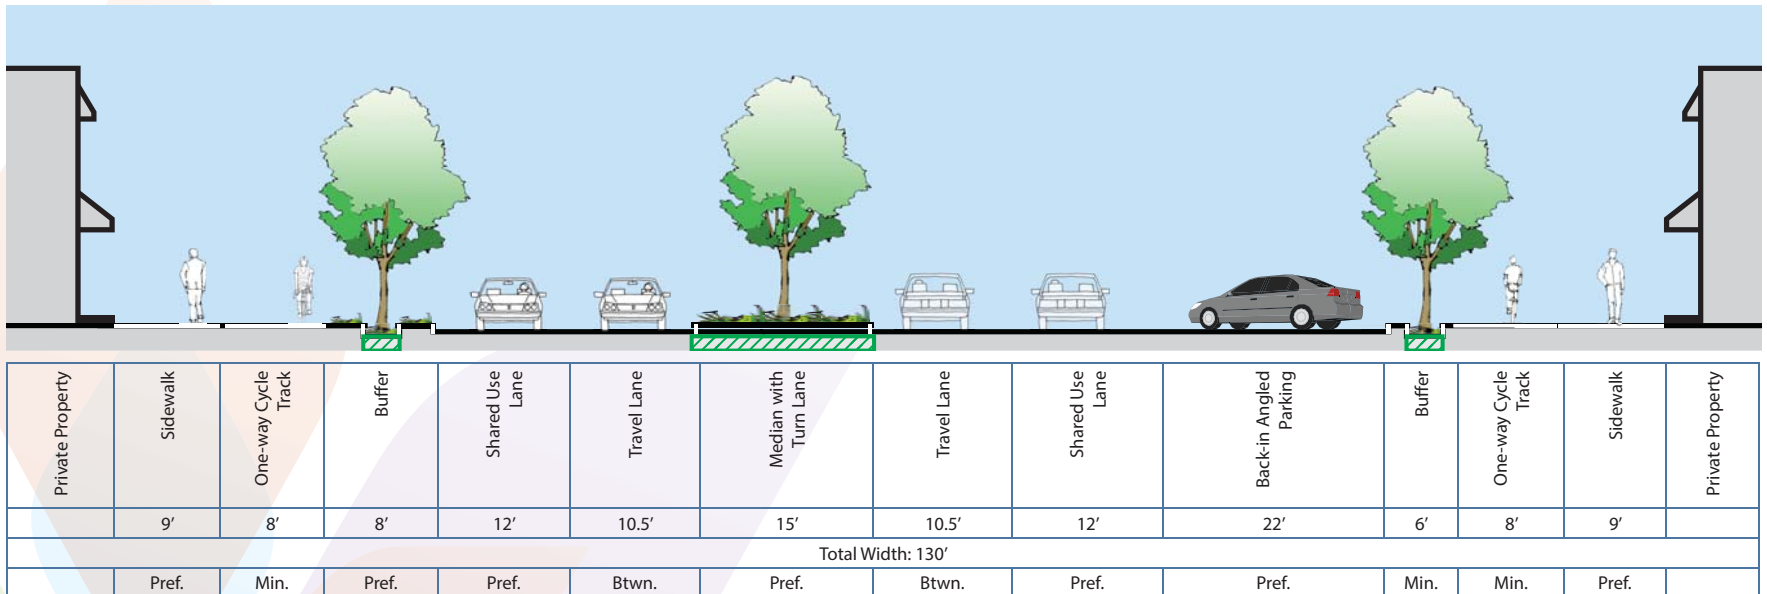 Private Property
Sidewalk
One-way Cycle
Track
Buffer
Shared Use
Lane
Travel Lane
Median with
Turn Lane
Travel Lane
Shared Use
Lane
Back-in Angled
Parking
Buffer
One-way Cycle
Track
Sidewalk
Private Property
9’ 8’ 8’ 12’ 10.5’ 15’ 10.5’ 12’ 22’ 6’ 8’ 9’
Total Width: 130’
Pref. Min. Pref. Pref. Btwn. Pref. Btwn. Pref. Pref. Min. Min. Pref.